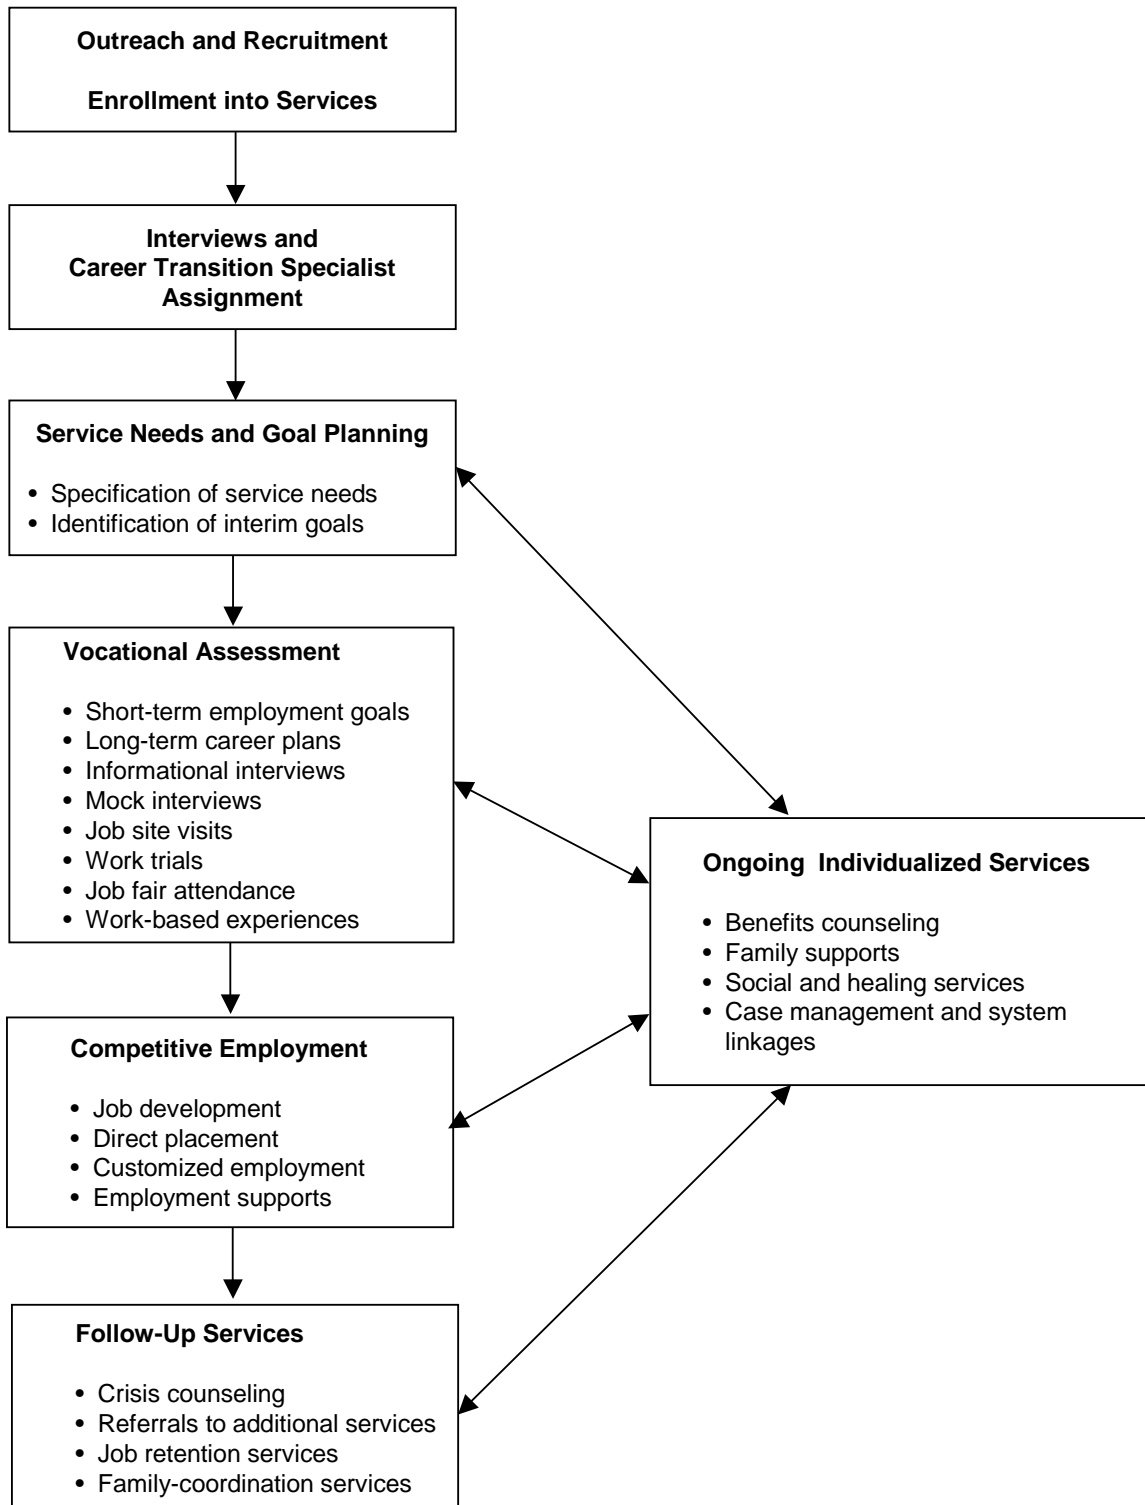 Outreach and Recruitment
Enrollment into Services
Interviews and
Career Transition Specialist
Assignment
Service Needs and Goal Planning
• Specification of service needs
• Identification of interim goals
Vocational Assessment
• Short-term employment goals
• Long-term career plans
• Informational interviews
• Mock interviews
• Job site visits
• Work trials
• Job fair attendance
• Work-based experiences
Competitive Employment
• Job development
• Direct placement
• Customized employment
• Employment supports
Follow-Up Services
• Crisis counseling
• Referrals to additional services
• Job retention services
• Family-coordination services
Ongoing Individualized Services
• Benefits counseling
• Family supports
• Social and healing services
• Case management and system
linkages